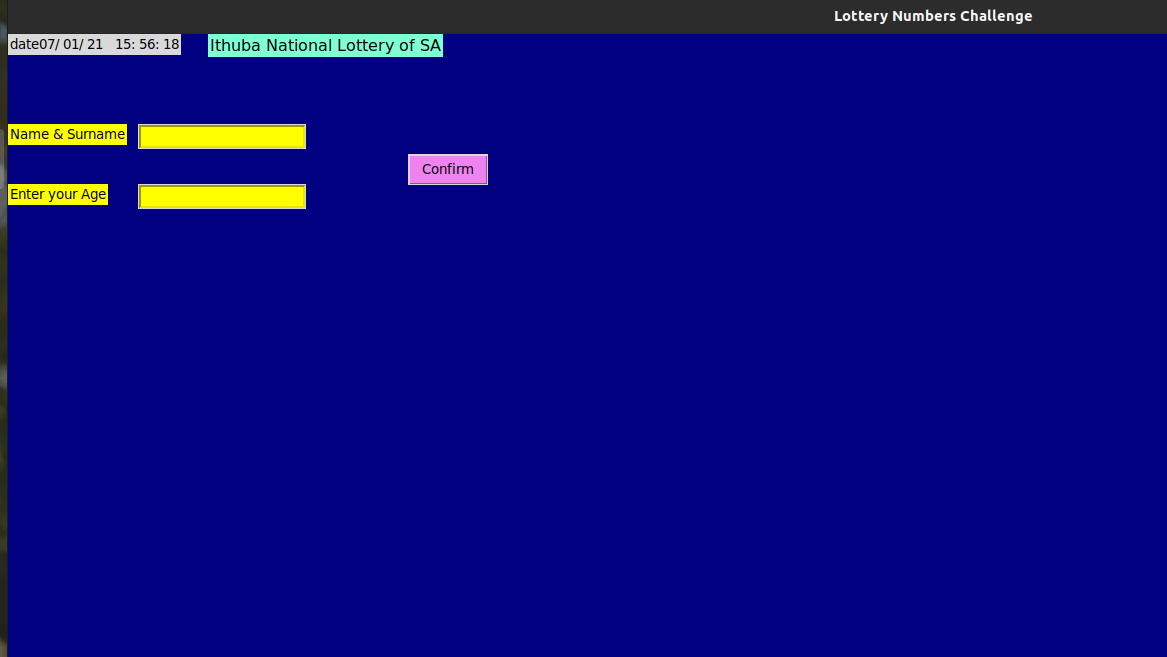 Lottery Numbers Challenge
date07/ 01/ 21   15: 56: 18
Ithuba National Lottery of SA
Name & Surname
Confirm
Enter your Age